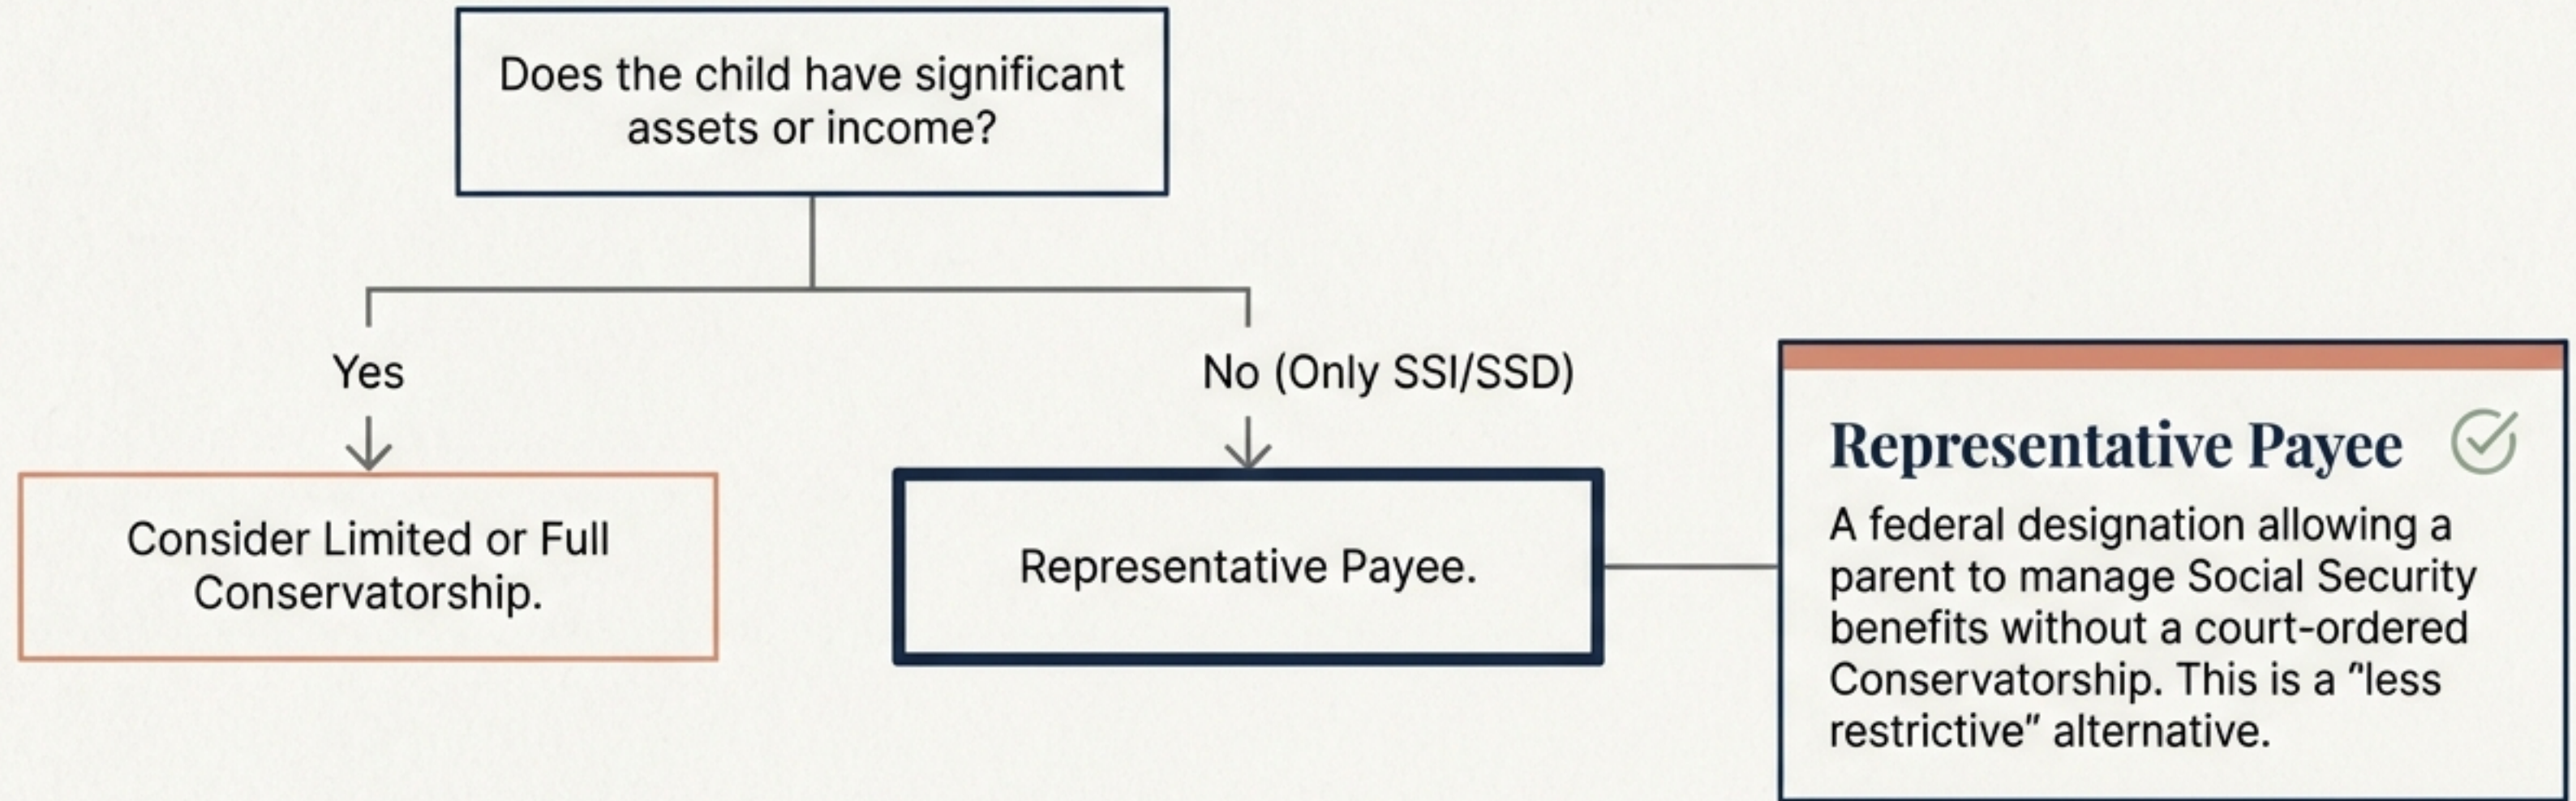 Does the child have significant
assets or income?
Yes
No (Only SSI/SSD)
Consider Limited or Full
Conservatorship.
Representative Payee.
Representative Payee
A federal designation allowing a
parent to manage Social Security
benefits without a court-ordered
Conservatorship. This is a "less
restrictive" alternative.